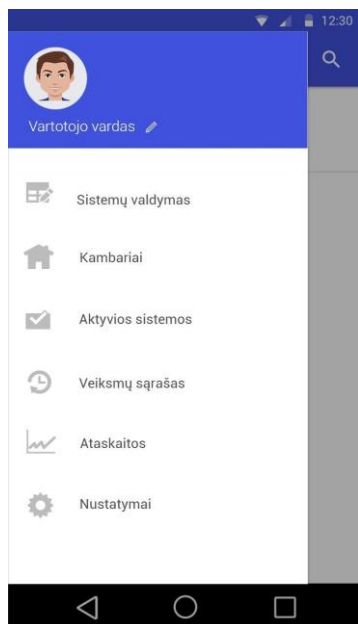 12:30
Vartotojo vardas
Sistemų valdymas
Kambariai
Aktyvios sistemos
Veiksmų sąrašas
Ataskaitos
Nustatymai